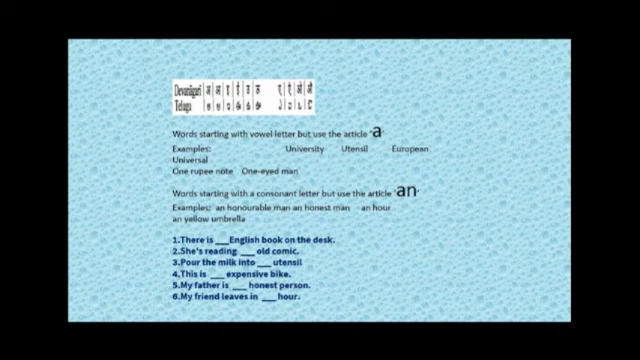 Devanāgarī अ आ इ ई उ ऊ ए ऐ ओ औ
Telugu
Words starting with vowel letter but use the article 'a'
Examples: University Utensil European
Universal
One rupee note One-eyed man
Words starting with a consonant letter but use the article 'an'
Examples: an honourable man an honest man an hour
an yellow umbrella
1.There is ___English book on the desk.
2.She's reading ___ old comic.
3.Pour the milk into ___ utensil
4.This is ___ expensive bike.
5.My father is ___ honest person.
6.My friend leaves in ___ hour.